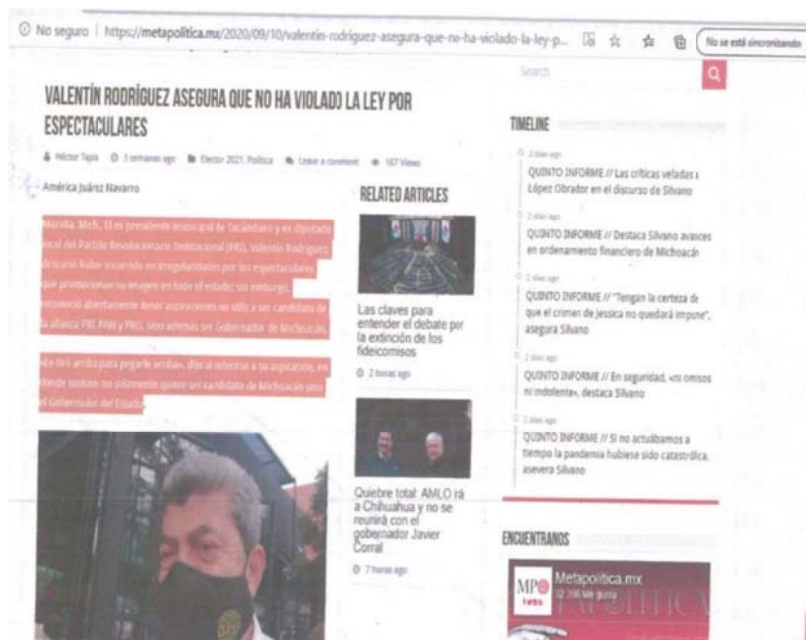 No seguro | https://metapolitica.mx/2020/09/10/valentin-rodriguez-asegura-que-no-ha-violado-la-ley-p...
No se está sincronizando
Search
VALENTÍN RODRÍGUEZ ASEGURA QUE NO HA VIOLADO LA LEY POR
ESPECTACULARES
Héctor Tapia 3 semanas ago Elector 2021, Política Leave a comment 167 Views
América Juárez Navarro
Morelia, Mich., El ex presidente municipal de Tacámbaro y ex diputado
local del Partido Revolucionario Institucional (PRI), Valentín Rodríguez,
descartó haber incurrido en irregularidades por los espectaculares
que promocionan su imagen en todo el estado; sin embargo,
reconoció abiertamente tener aspiraciones no sólo a ser candidato de
la alianza PRI, PAN y PRD, sino además ser Gobernador de Michoacán.
arriba para pegarle arriba», dijo al referirse a su aspiración, en
donde sostuvo no solamente quiere ser candidato de Michoacán sino
el Gobernador del Estado.
RELATED ARTICLES
Las claves para
entender el debate por
la extinción de los
fideicomisos
2 horas ago
Quiebre total: AMLO irá
a Chihuahua y no se
reunirá con el
gobernador Javier
Corral
7 horas ago
TIMELINE
2 días ago
QUINTO INFORME // Las críticas veladas a
López Obrador en el discurso de Silvano
2 días ago
QUINTO INFORME // Destaca Silvano avances
en ordenamiento financiero de Michoacán
2 días ago
QUINTO INFORME // "Tengan la certeza de
que el crimen de Jessica no quedará impune",
asegura Silvano
2 días ago
QUINTO INFORME // En seguridad, «ni omisos
ni indolentes», destaca Silvano
2 días ago
QUINTO INFORME // Si no actuábamos a
tiempo la pandemia hubiese sido catastrófica,
asevera Silvano
ENCUENTRANOS
MPO
Metapolitica.mx
Me gusta